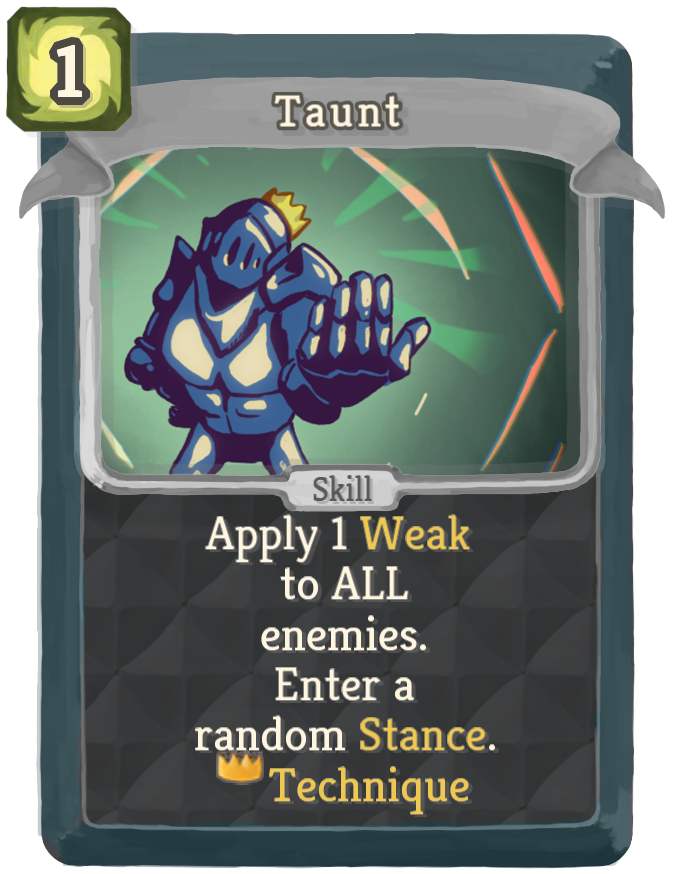 1
Taunt
Skill
Apply 1 Weak
to ALL
enemies.
Enter a
random Stance.
Technique